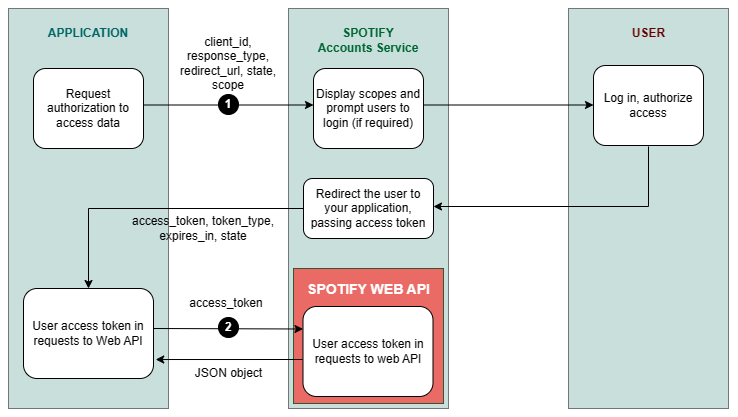 APPLICATION
SPOTIFY
Accounts Service
USER
client_id,
response_type,
redirect_url, state,
scope
Request
authorization to
access data
1
Display scopes and
prompt users to
login (if required)
Log in, authorize
access
Redirect the user to
your application,
passing access token
access_token, token_type,
expires_in, state
SPOTIFY WEB API
access_token
User access token in
requests to Web API
2
User access token in
requests to web API
JSON object